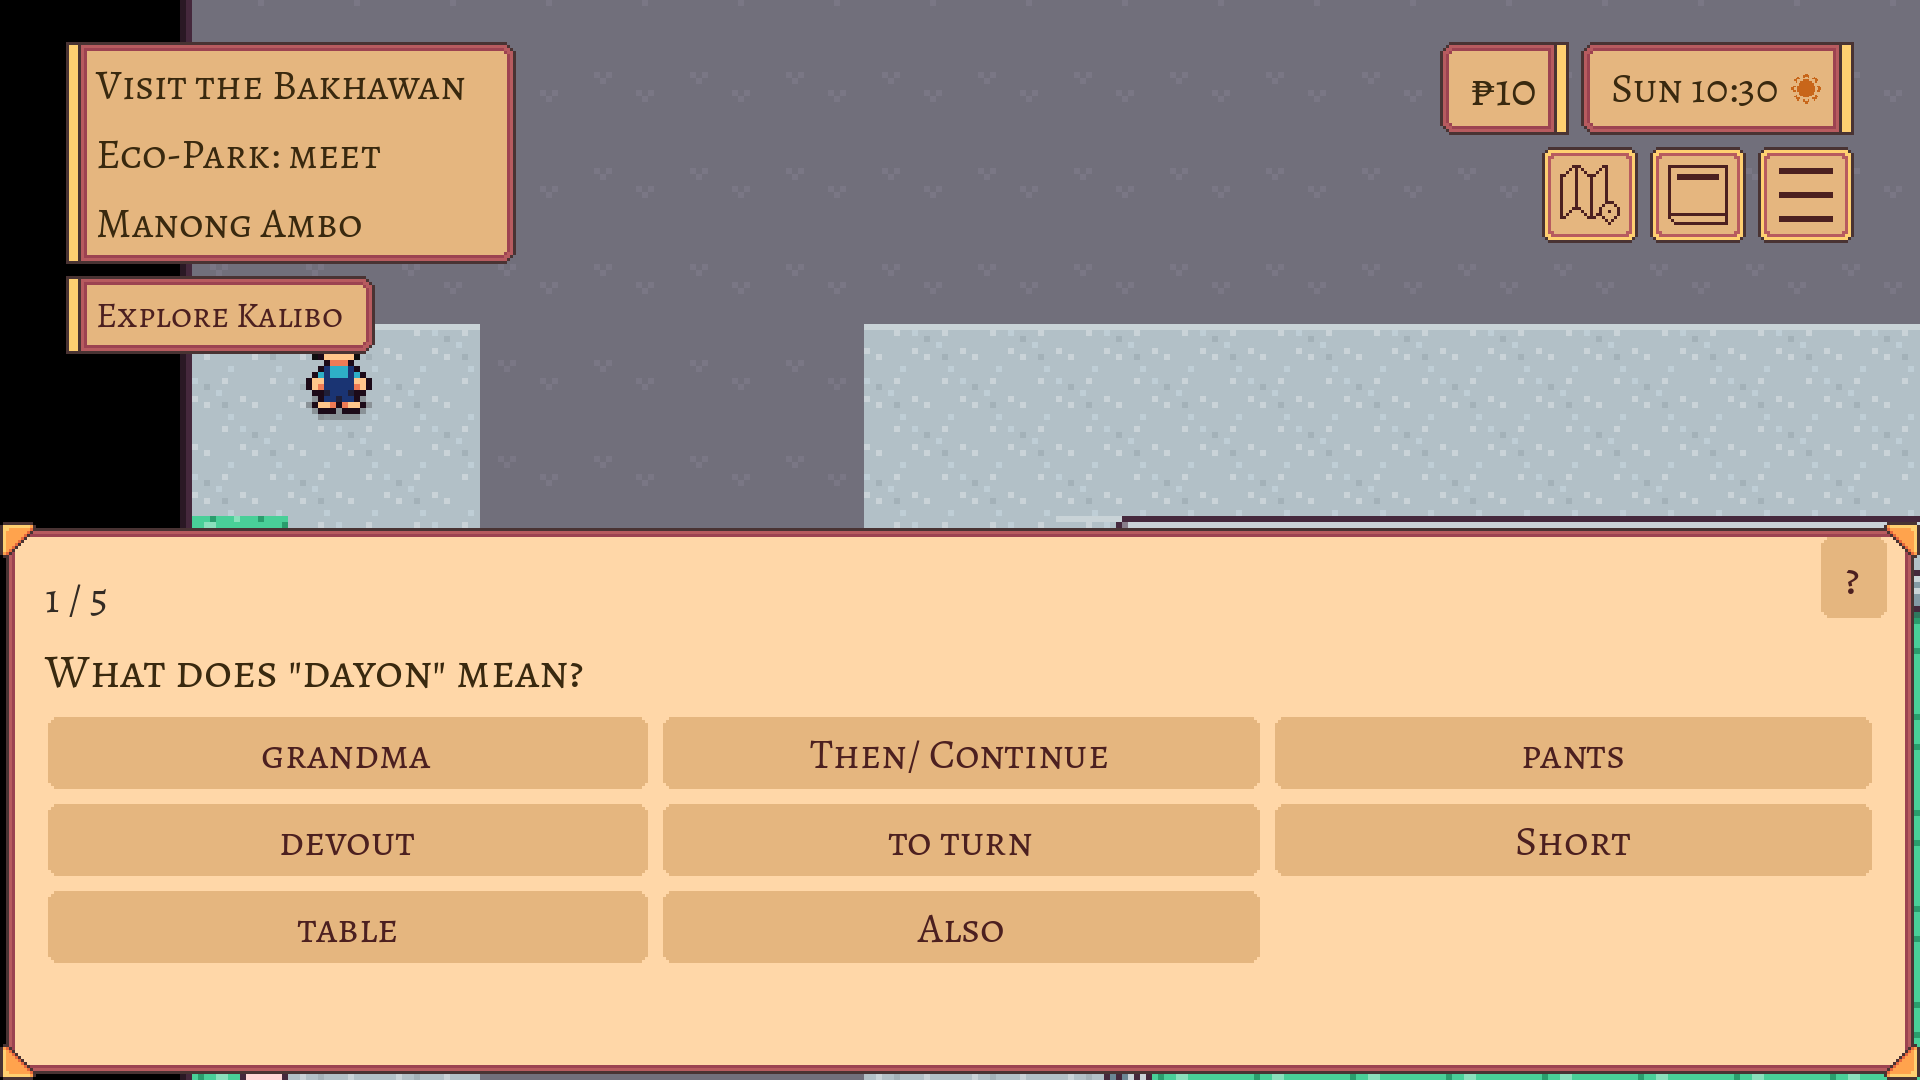 Visit the Bakhawan
Eco-Park: meet
Manong Ambo
Explore Kalibo
₱10
Sun 10:30
1 / 5
?
What does "dayon" mean?
grandma
Then/ Continue
pants
devout
to turn
Short
table
Also